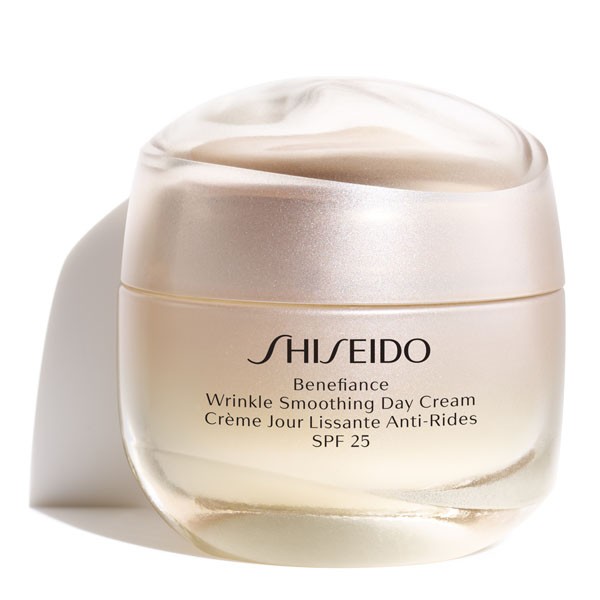 SHISEIDO
Benefiance
Wrinkle Smoothing Day Cream
Crème Jour Lissante Anti-Rides
SPF 25